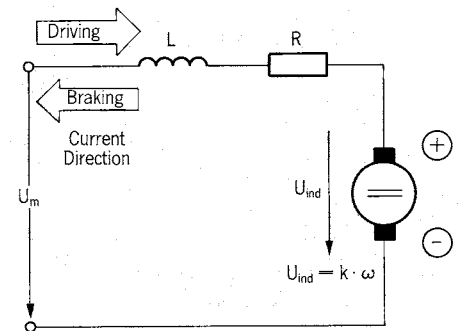 Driving
L
R
Braking
Current
Direction
U_m
U_ind
+
−
U_ind = k · ω